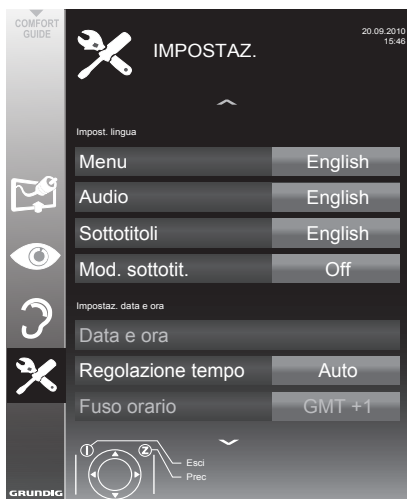 COMFORT
GUIDE
IMPOSTAZ.
20.09.2010
15:46
Impost. lingua
Menu English
Audio English
Sottotitoli English
Mod. sottotit. Off
Impostaz. data e ora
Data e ora
Regolazione tempo Auto
Fuso orario GMT +1
Z
Esci
Prec
GRUNDIG